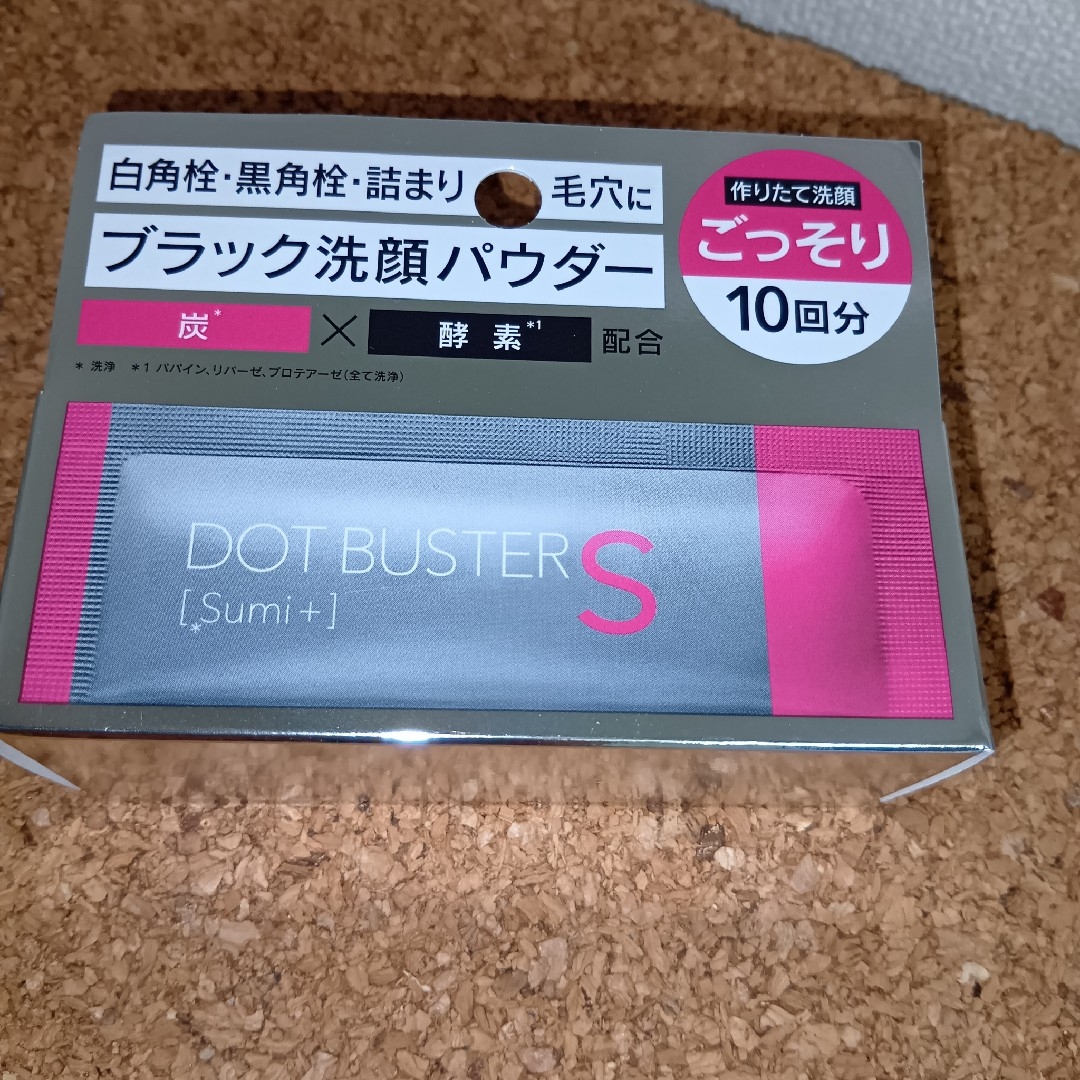 白角栓・黒角栓・詰まり 毛穴に
ブラック洗顔パウダー
炭* × 酵素*1 配合
* 洗浄 *1 パパイン、リパーゼ、プロテアーゼ(全て洗浄)
作りたて洗顔
ごっそり
10回分
DOT BUSTER S
[Sumi+]
*